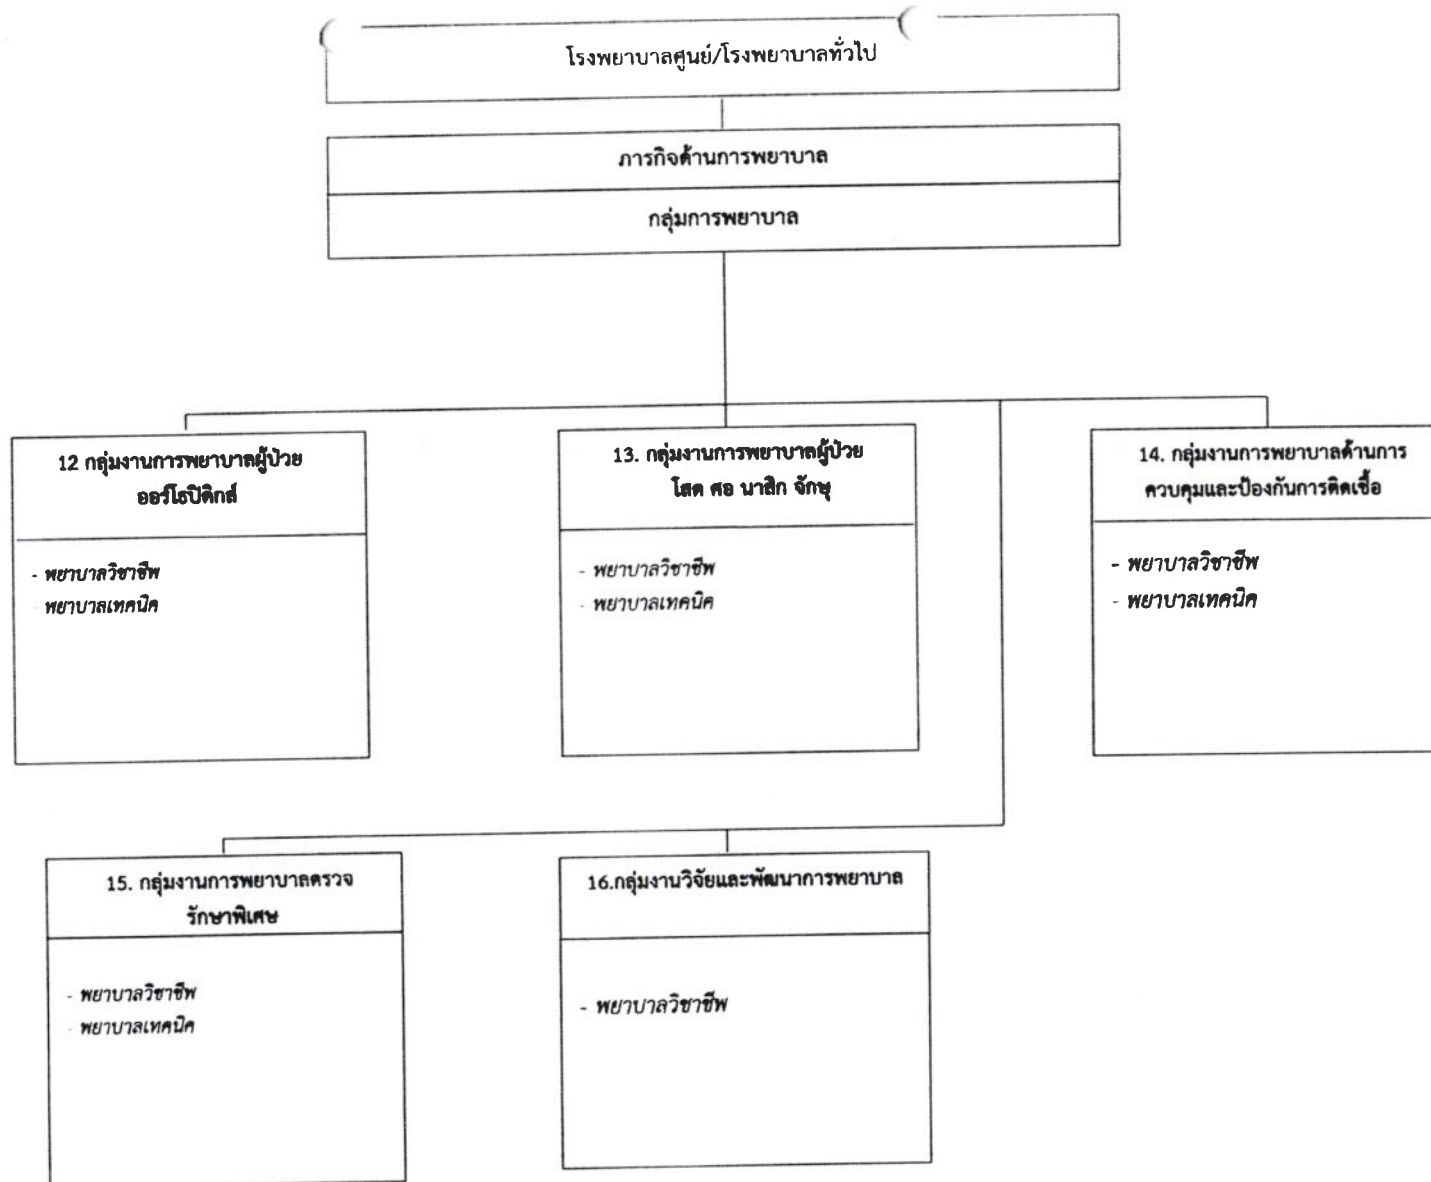 โรงพยาบาลศูนย์/โรงพยาบาลทั่วไป
ภารกิจด้านการพยาบาล
กลุ่มการพยาบาล
12 กลุ่มงานการพยาบาลผู้ป่วย
ออร์โธปิดิกส์
- พยาบาลวิชาชีพ
- พยาบาลเทคนิค
13. กลุ่มงานการพยาบาลผู้ป่วย
โสต ศอ นาสิก จักษุ
- พยาบาลวิชาชีพ
- พยาบาลเทคนิค
14. กลุ่มงานการพยาบาลด้านการ
ควบคุมและป้องกันการติดเชื้อ
- พยาบาลวิชาชีพ
- พยาบาลเทคนิค
15. กลุ่มงานการพยาบาลตรวจ
รักษาพิเศษ
- พยาบาลวิชาชีพ
- พยาบาลเทคนิค
16.กลุ่มงานวิจัยและพัฒนาการพยาบาล
- พยาบาลวิชาชีพ